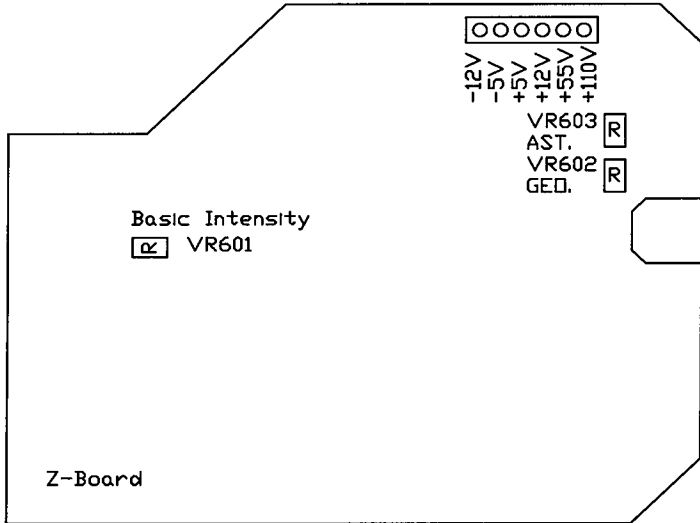 -12V
-5V
+5V
+12V
+55V
+110V
VR603
AST.
R
VR602
GEO.
R
Basic Intensity
R VR601
Z-Board